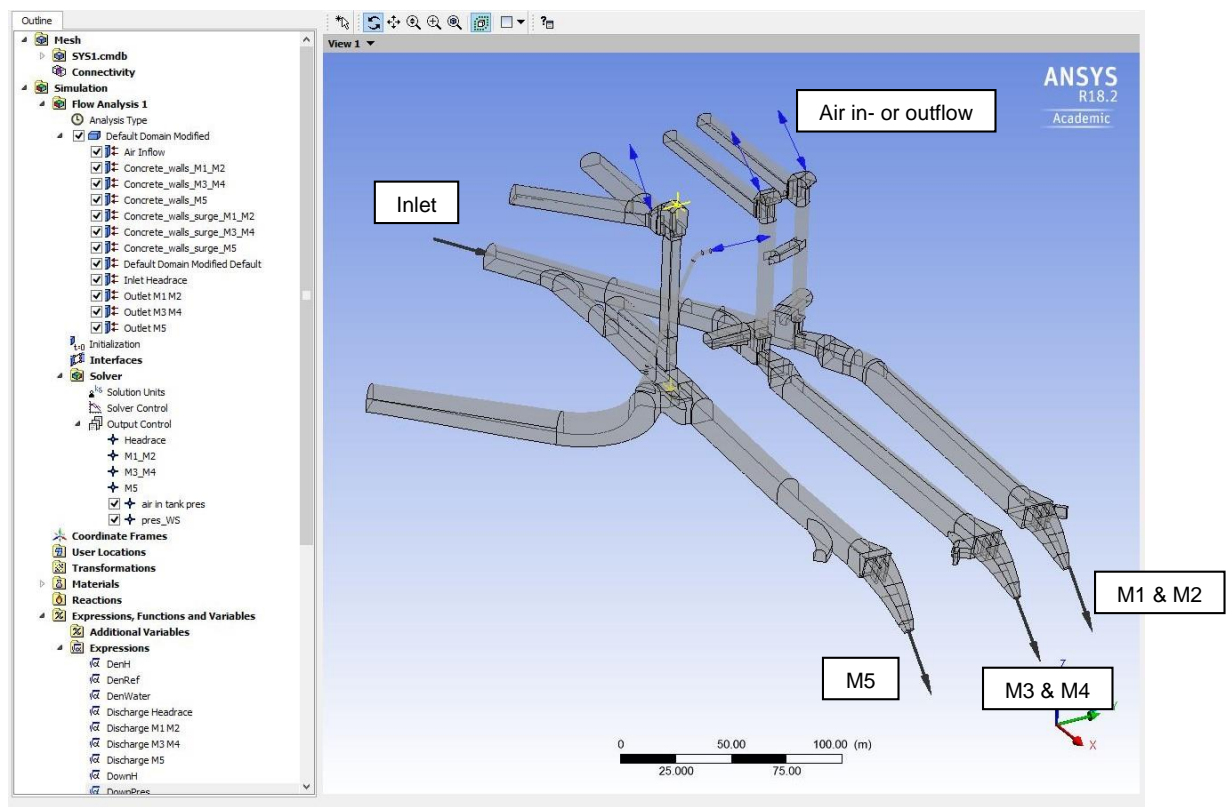 Outline
Mesh
SYS1.cmdb
Connectivity
Simulation
Flow Analysis 1
Analysis Type
Default Domain Modified
Air Inflow
Concrete_walls_M1_M2
Concrete_walls_M3_M4
Concrete_walls_M5
Concrete_walls_surge_M1_M2
Concrete_walls_surge_M3_M4
Concrete_walls_surge_M5
Default Domain Modified Default
Inlet Headrace
Outlet M1 M2
Outlet M3 M4
Outlet M5
Initialization
Interfaces
Solver
Solution Units
Solver Control
Output Control
Headrace
M1_M2
M3_M4
M5
air in tank pres
pres_WS
Coordinate Frames
User Locations
Transformations
Materials
Reactions
Expressions, Functions and Variables
Additional Variables
Expressions
DenH
DenRef
DenWater
Discharge Headrace
Discharge M1 M2
Discharge M3 M4
Discharge M5
DownH
DownPres
View 1
ANSYS
R18.2
Academic
Air in- or outflow
Inlet
M1 & M2
M5
M3 & M4
Z
Y
X
0 50.00 100.00 (m)
25.000 75.00